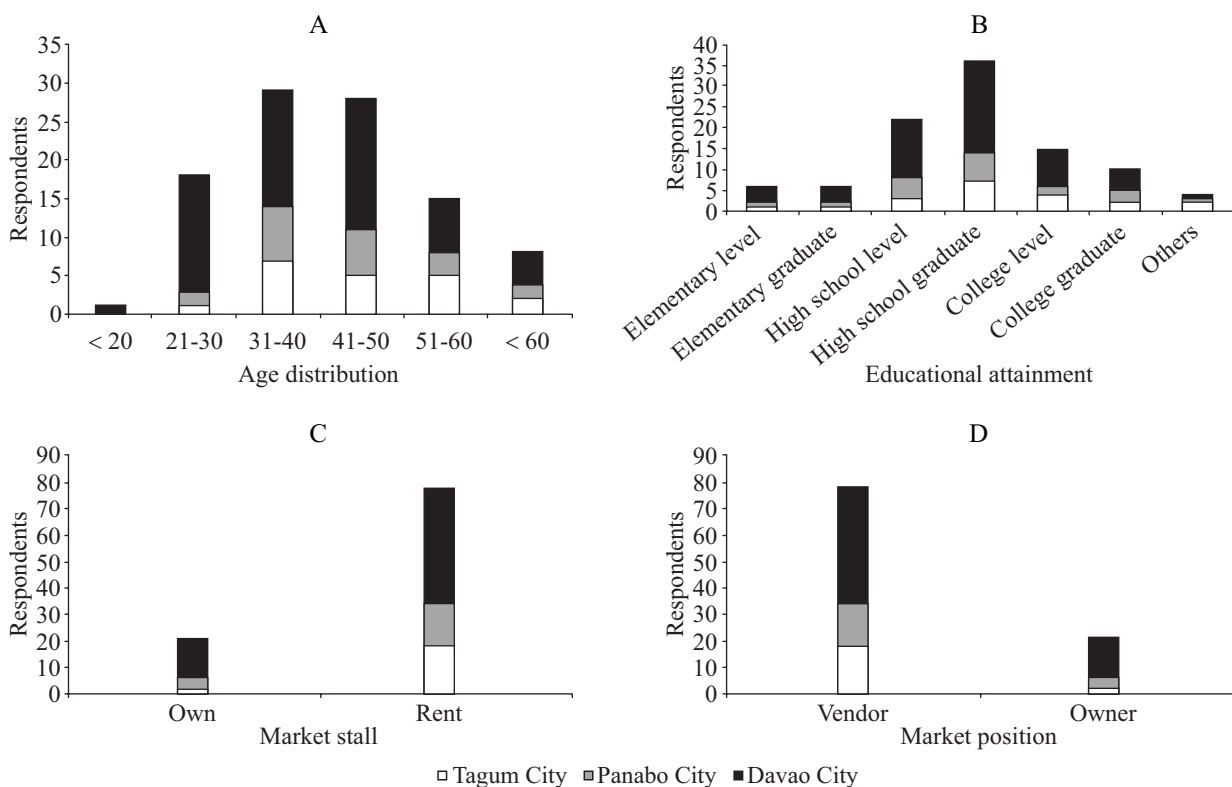 A
35
30
25
20
15
10
5
0
Respondents
< 20 21-30 31-40 41-50 51-60 < 60
Age distribution
B
40
35
30
25
20
15
10
5
0
Respondents
Elementary level
Elementary graduate
High school level
High school graduate
College level
College graduate
Others
Educational attainment
C
90
80
70
60
50
40
30
20
10
0
Respondents
Own Rent
Market stall
D
90
80
70
60
50
40
30
20
10
0
Respondents
Vendor Owner
Market position
Tagum City Panabo City Davao City